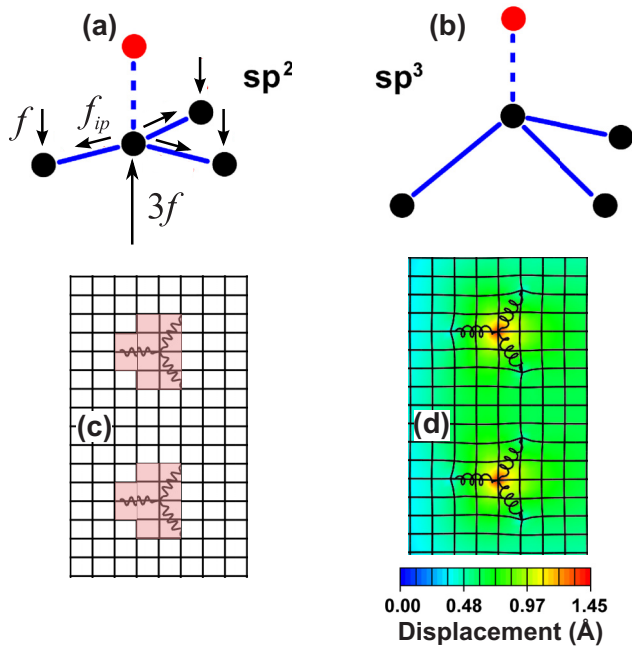 (a)
sp²
f
f_ip
3f
(b)
sp³
(c)
(d)
0.00 0.48 0.97 1.45
Displacement (Å)